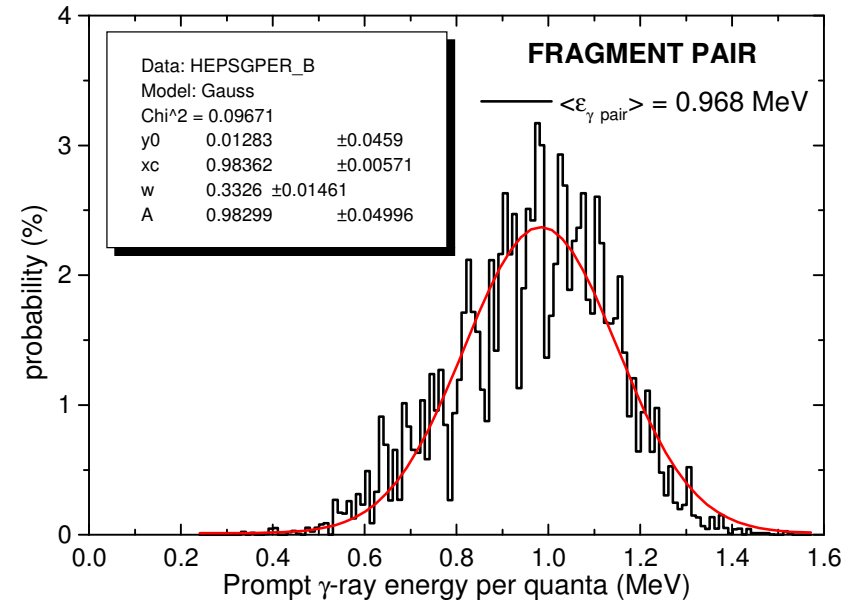 FRAGMENT PAIR
<εγ pair> = 0.968 MeV
Data: HEPSGPER_B
Model: Gauss
Chi^2 = 0.09671
y0 0.01283 ±0.0459
xc 0.98362 ±0.00571
w 0.3326 ±0.01461
A 0.98299 ±0.04996
probability (%)
4
3
2
1
0
0.0 0.2 0.4 0.6 0.8 1.0 1.2 1.4 1.6
Prompt γ-ray energy per quanta (MeV)